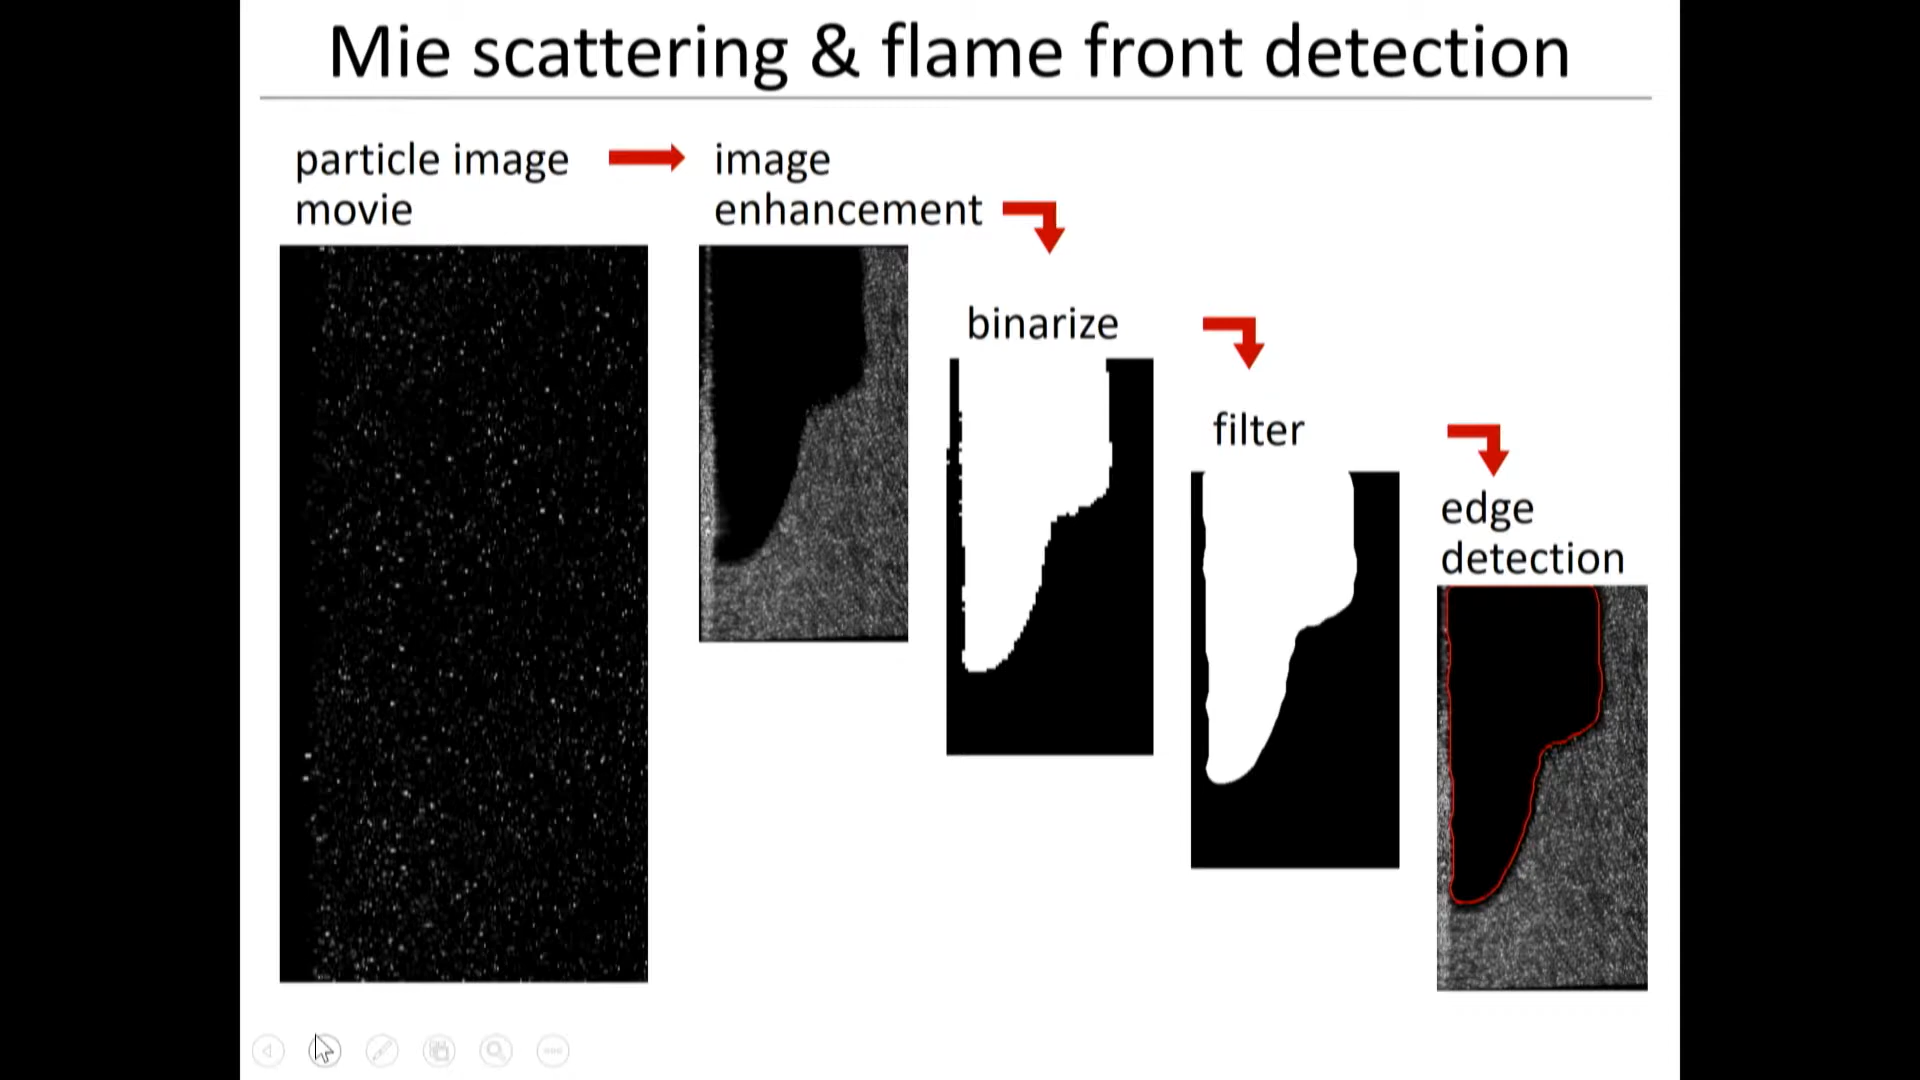 Mie scattering & flame front detection
particle image
movie
image
enhancement
binarize
filter
edge
detection